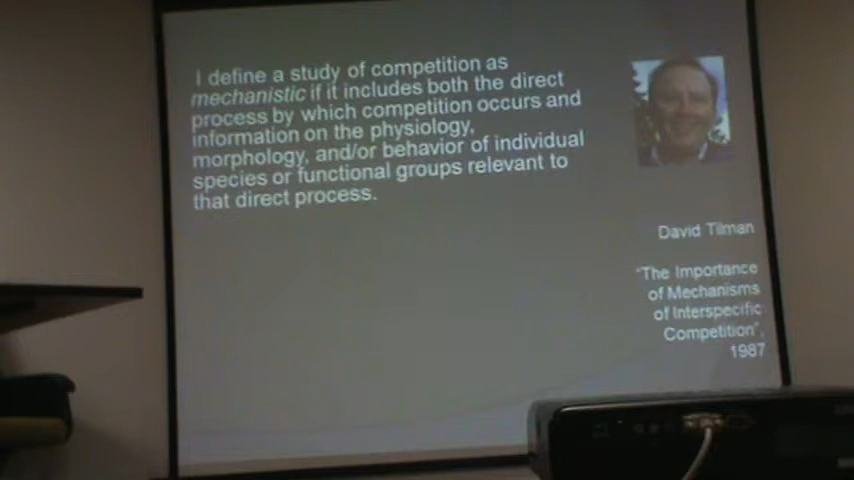 I define a study of competition as
mechanistic if it includes both the direct
process by which competition occurs and
information on the physiology,
morphology, and/or behavior of individual
species or functional groups relevant to
that direct process.
David Tilman
"The Importance
of Mechanisms
of Interspecific
Competition",
1987